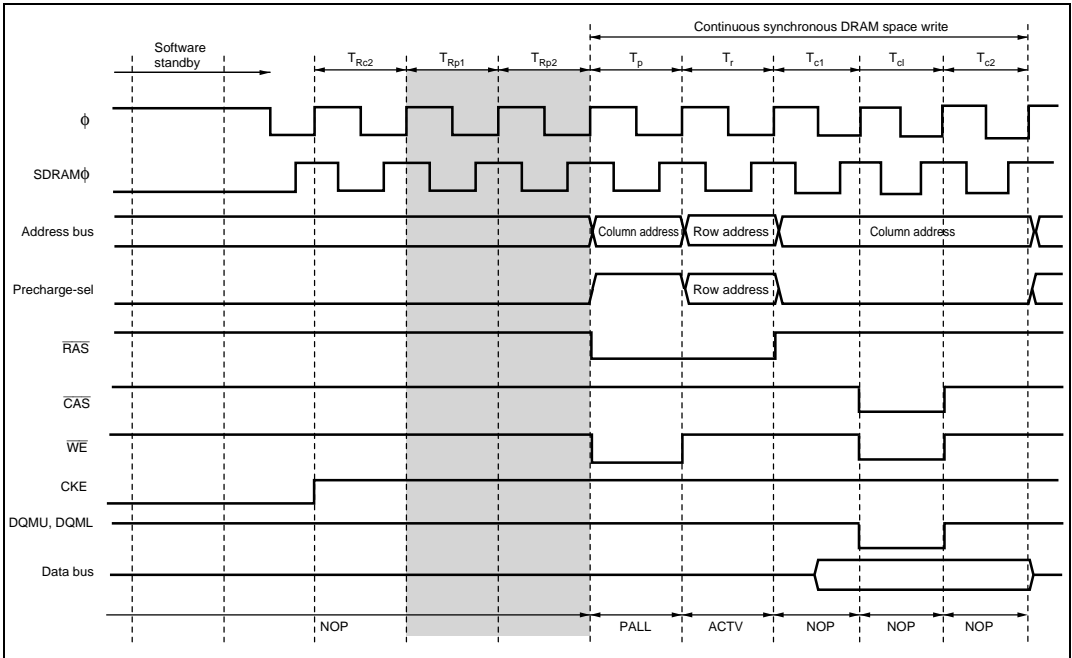 Continuous synchronous DRAM space write
Software
standby
TRc2 TRp1 TRp2 Tp Tr Tc1 Tcl Tc2
ϕ
SDRAMϕ
Address bus Column address Row address Column address
Precharge-sel Row address
RAS
CAS
WE
CKE
DQMU, DQML
Data bus
NOP PALL ACTV NOP NOP NOP